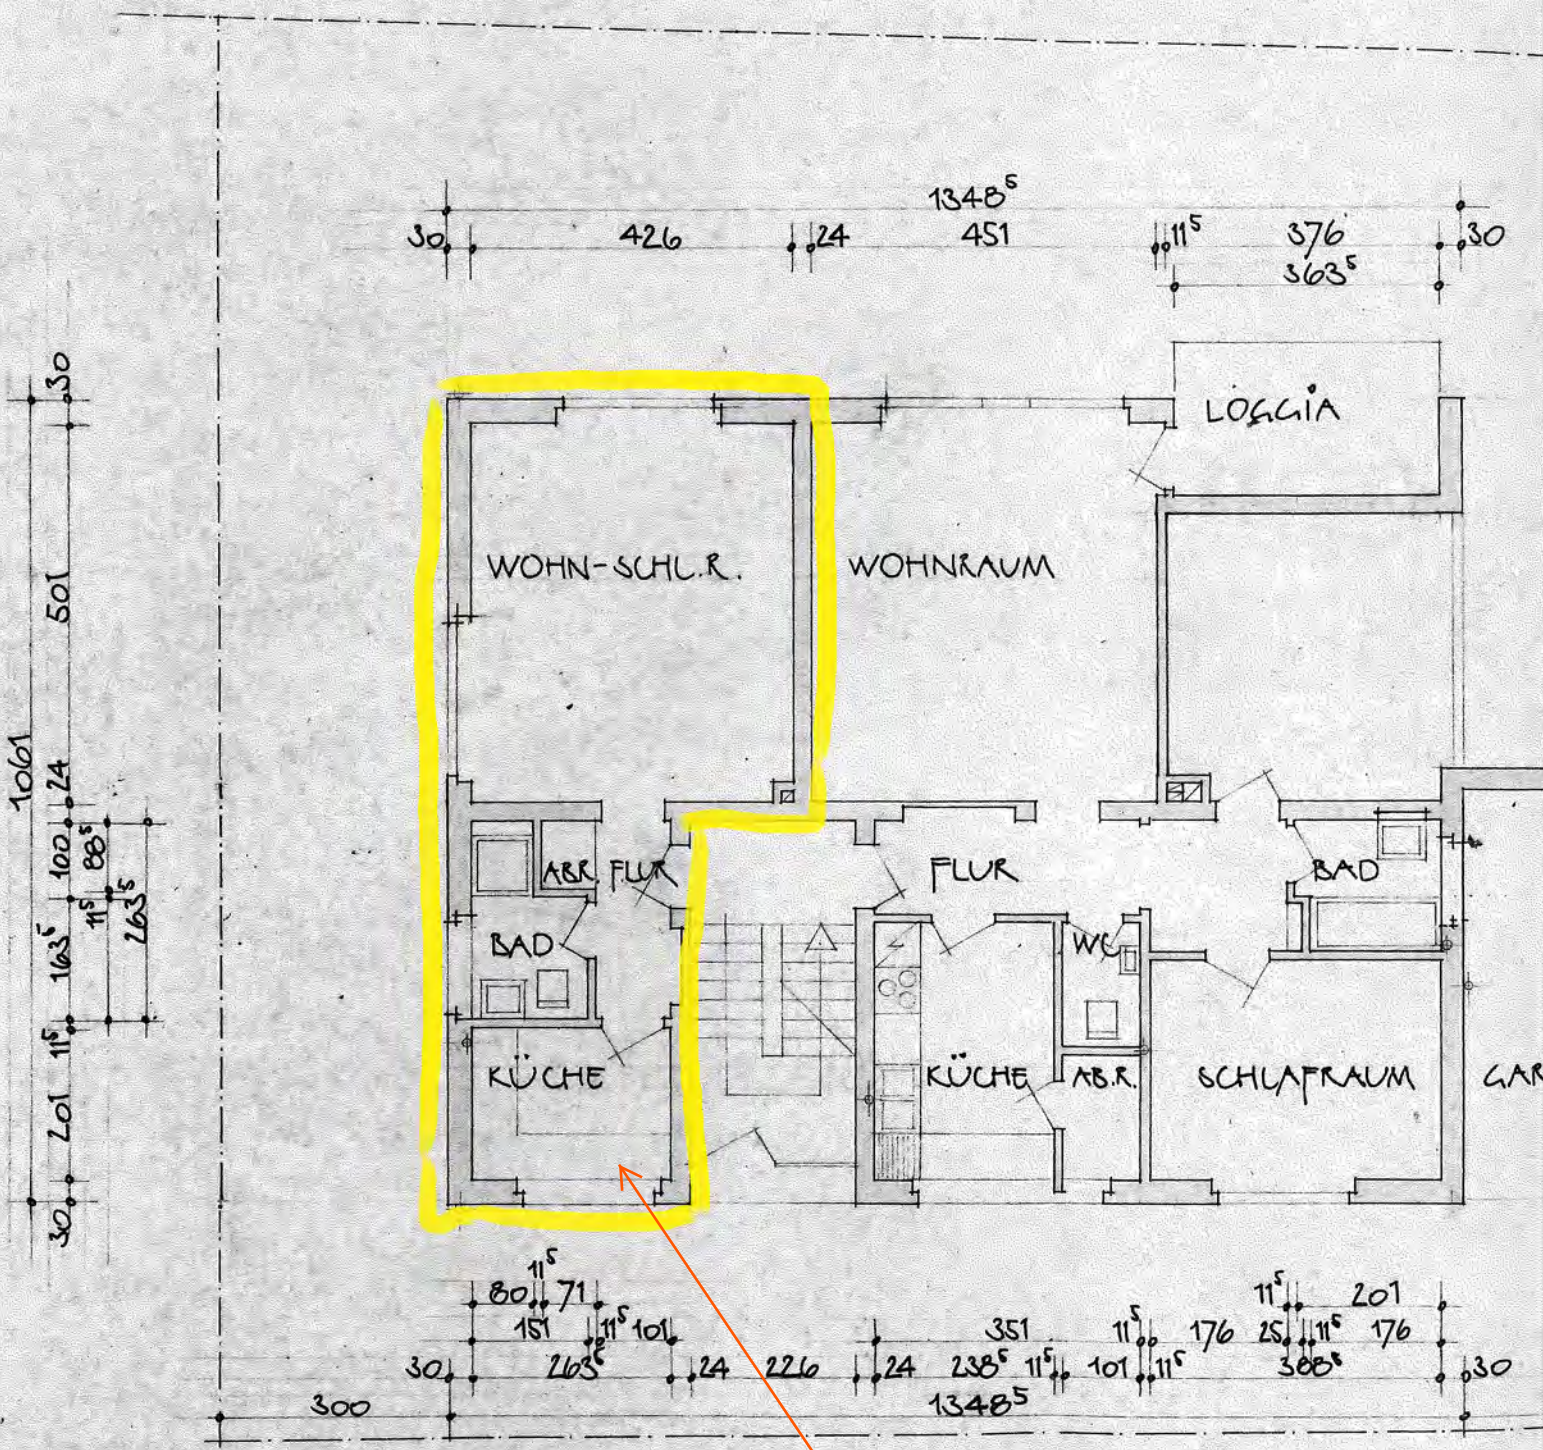 1348⁵
30 426 24 451 11⁵ 376 30
363⁵
30
501
24
100
163⁵
11⁵
201
30
1061
88⁵
11⁵
263⁵
LOGGIA
WOHN-SCHL.R.
WOHNRAUM
ABR. FLUR
FLUR
BAD
BAD
WC
KÜCHE
KÜCHE
ABR.
SCHLAFRAUM
GAR
11⁵
80 71
11⁵ 201
151 11⁵ 101
351 11⁵ 176 25 11⁵ 176
30 263⁵ 24 226 24 238⁵ 11⁵ 101 11⁵ 388⁵ 30
300
1348⁵